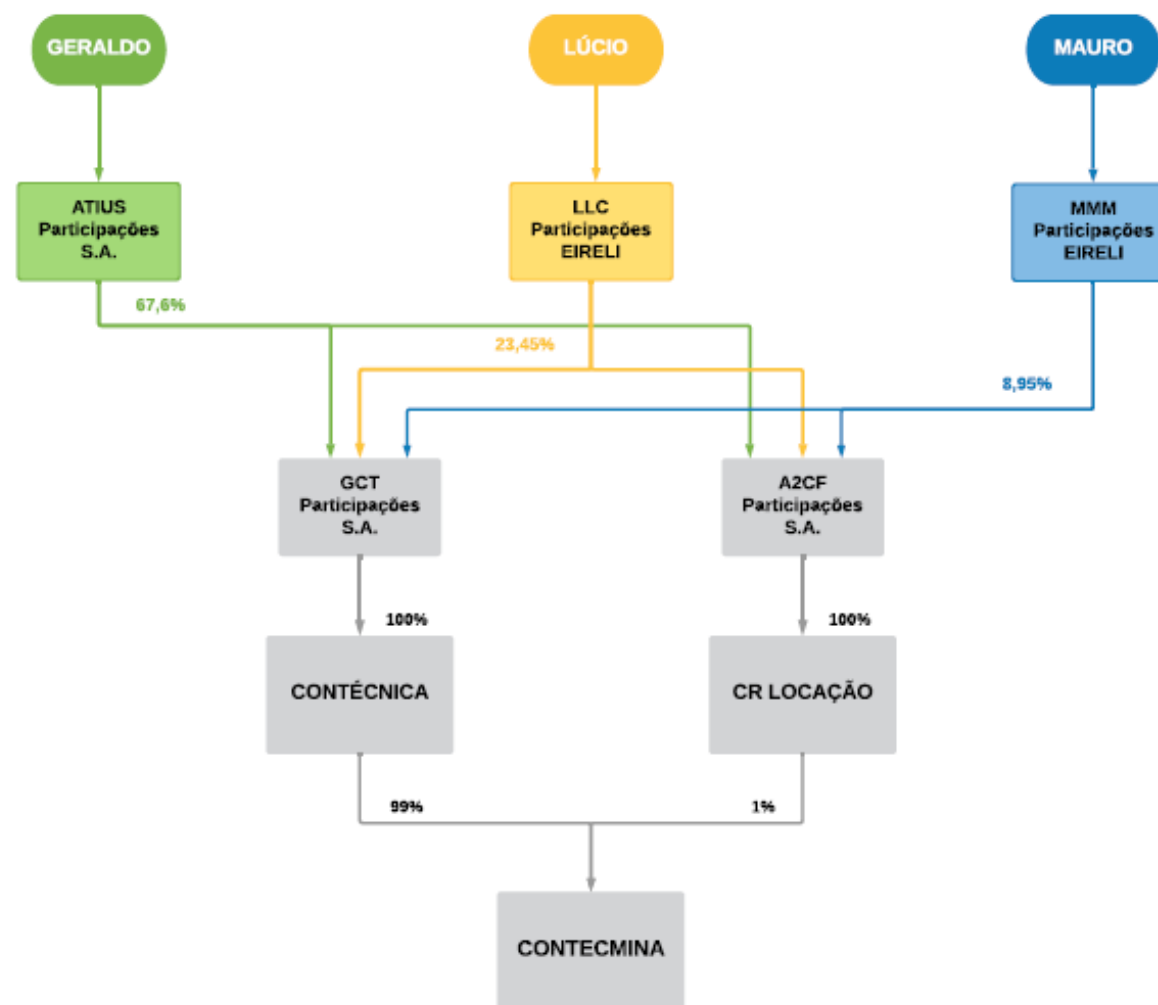 GERALDO
LÚCIO
MAURO
ATIUS
Participações
S.A.
LLC
Participações
EIRELI
MMM
Participações
EIRELI
67,6%
23,45%
8,95%
GCT
Participações
S.A.
A2CF
Participações
S.A.
100%
100%
CONTÉCNICA
CR LOCAÇÃO
99%
1%
CONTECMINA